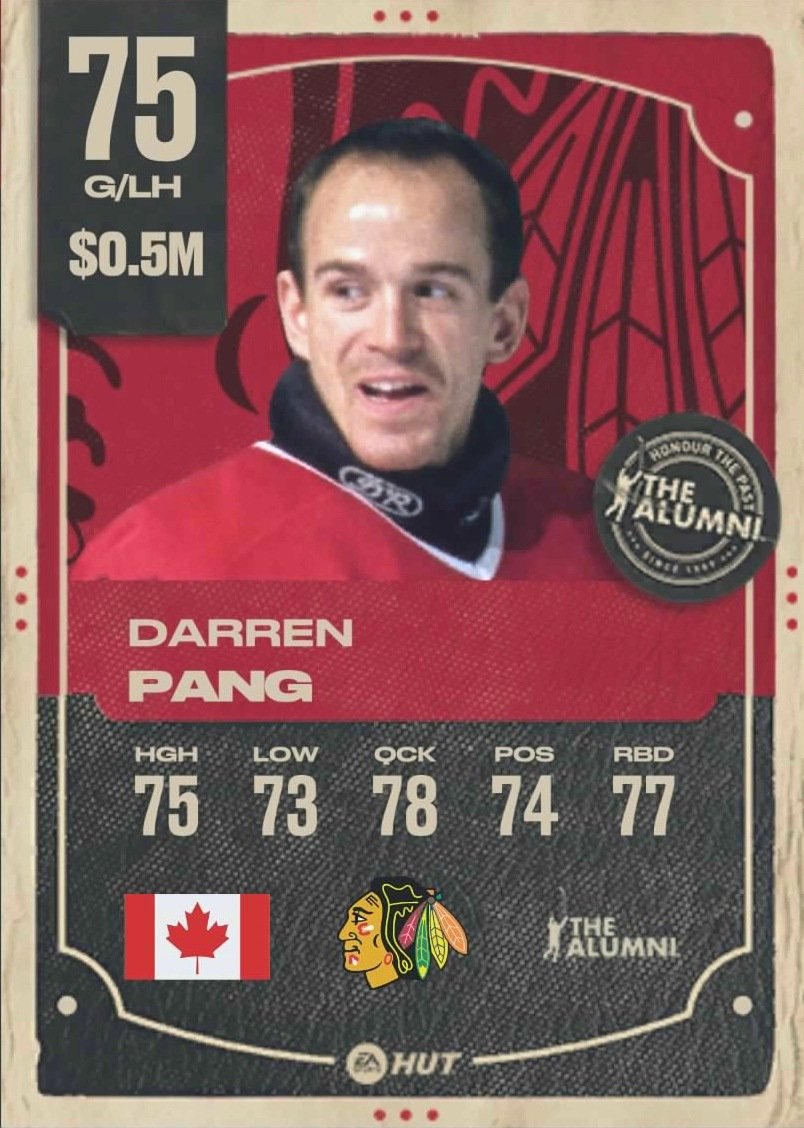 75
G/LH
$0.5M
HONOUR THE PAST
THE
ALUMNI
DARREN
PANG
HGH LOW QCK POS RBD
75 73 78 74 77
THE
ALUMNI
EA
HUT